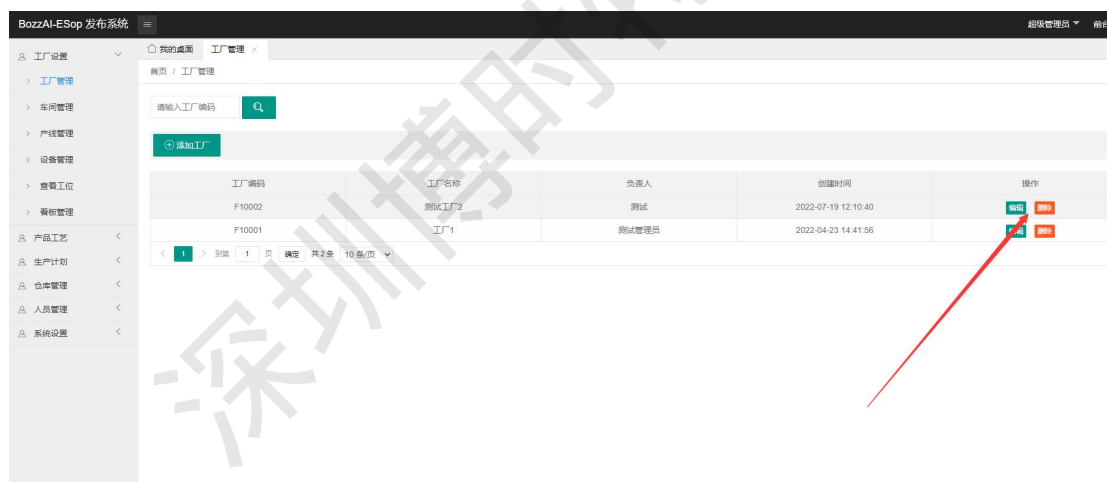 BozzAI-ESop 发布系统
超级管理员
工厂设置
我的桌面 工厂管理 ×
工厂管理
首页 / 工厂管理
车间管理
请输入工厂编码
产线管理
添加工厂
设备管理
查看工位
工厂编码 工厂名称 负责人 创建时间 操作
看板管理
F10002 测试工厂2 测试 2022-07-19 12:10:40 编辑 删除
产品工艺
F10001 工厂1 测试管理员 2022-04-23 14:41:56 删除
生产计划
1 到第 1 页 确定 共2条 10条/页
仓库管理
人员管理
系统设置
深圳博时